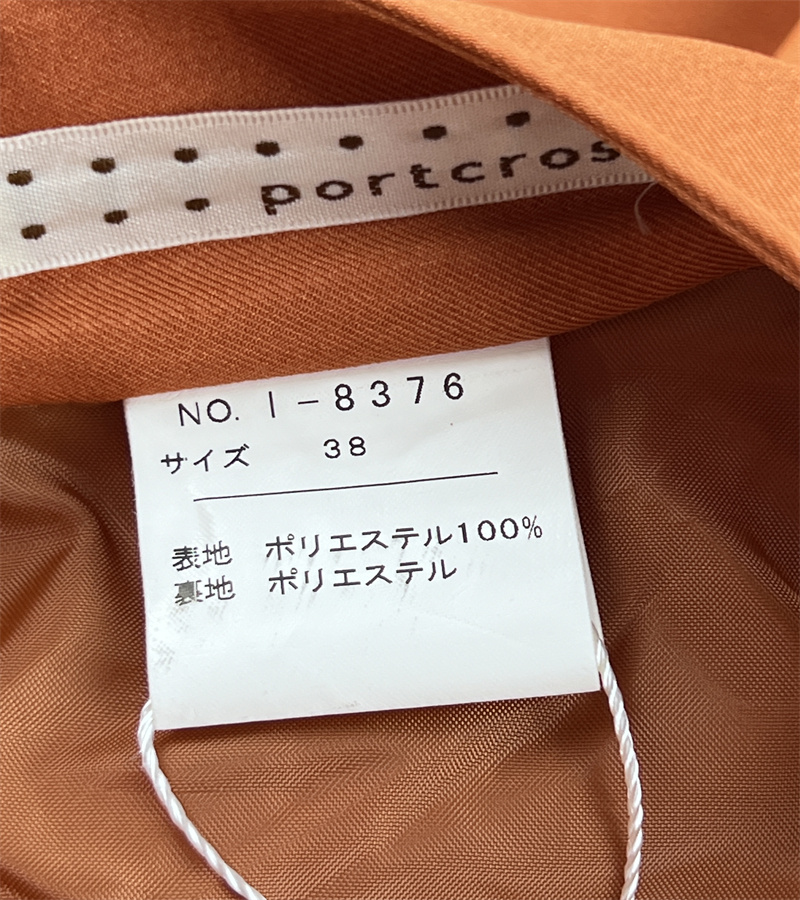 portcros
NO. I-8376
サイズ 38
表地 ポリエステル100%
裏地 ポリエステル